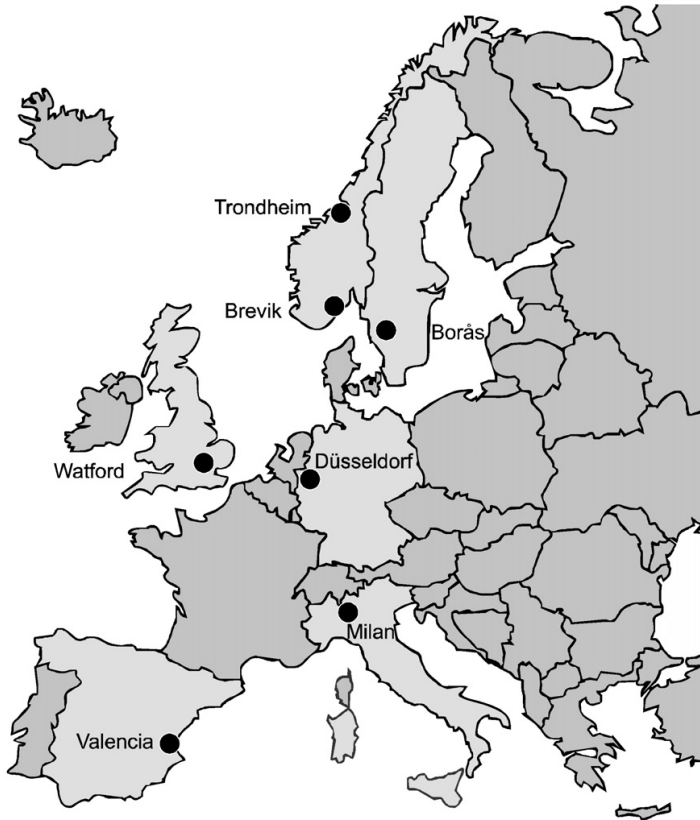 Trondheim
Brevik
Borås
Watford
Düsseldorf
Milan
Valencia